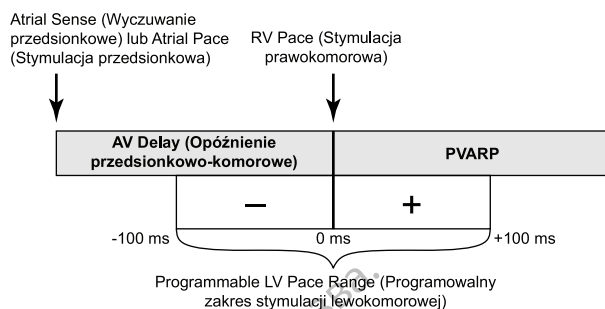 Atrial Sense (Wyczuwanie
przedsionkowe) lub Atrial Pace
(Stymulacja przedsionkowa)
RV Pace (Stymulacja
prawokomorowa)
AV Delay (Opóźnienie
przedsionkowo-komorowe)
PVARP
− +
-100 ms 0 ms +100 ms
Programmable LV Pace Range (Programowalny
zakres stymulacji lewokomorowej)